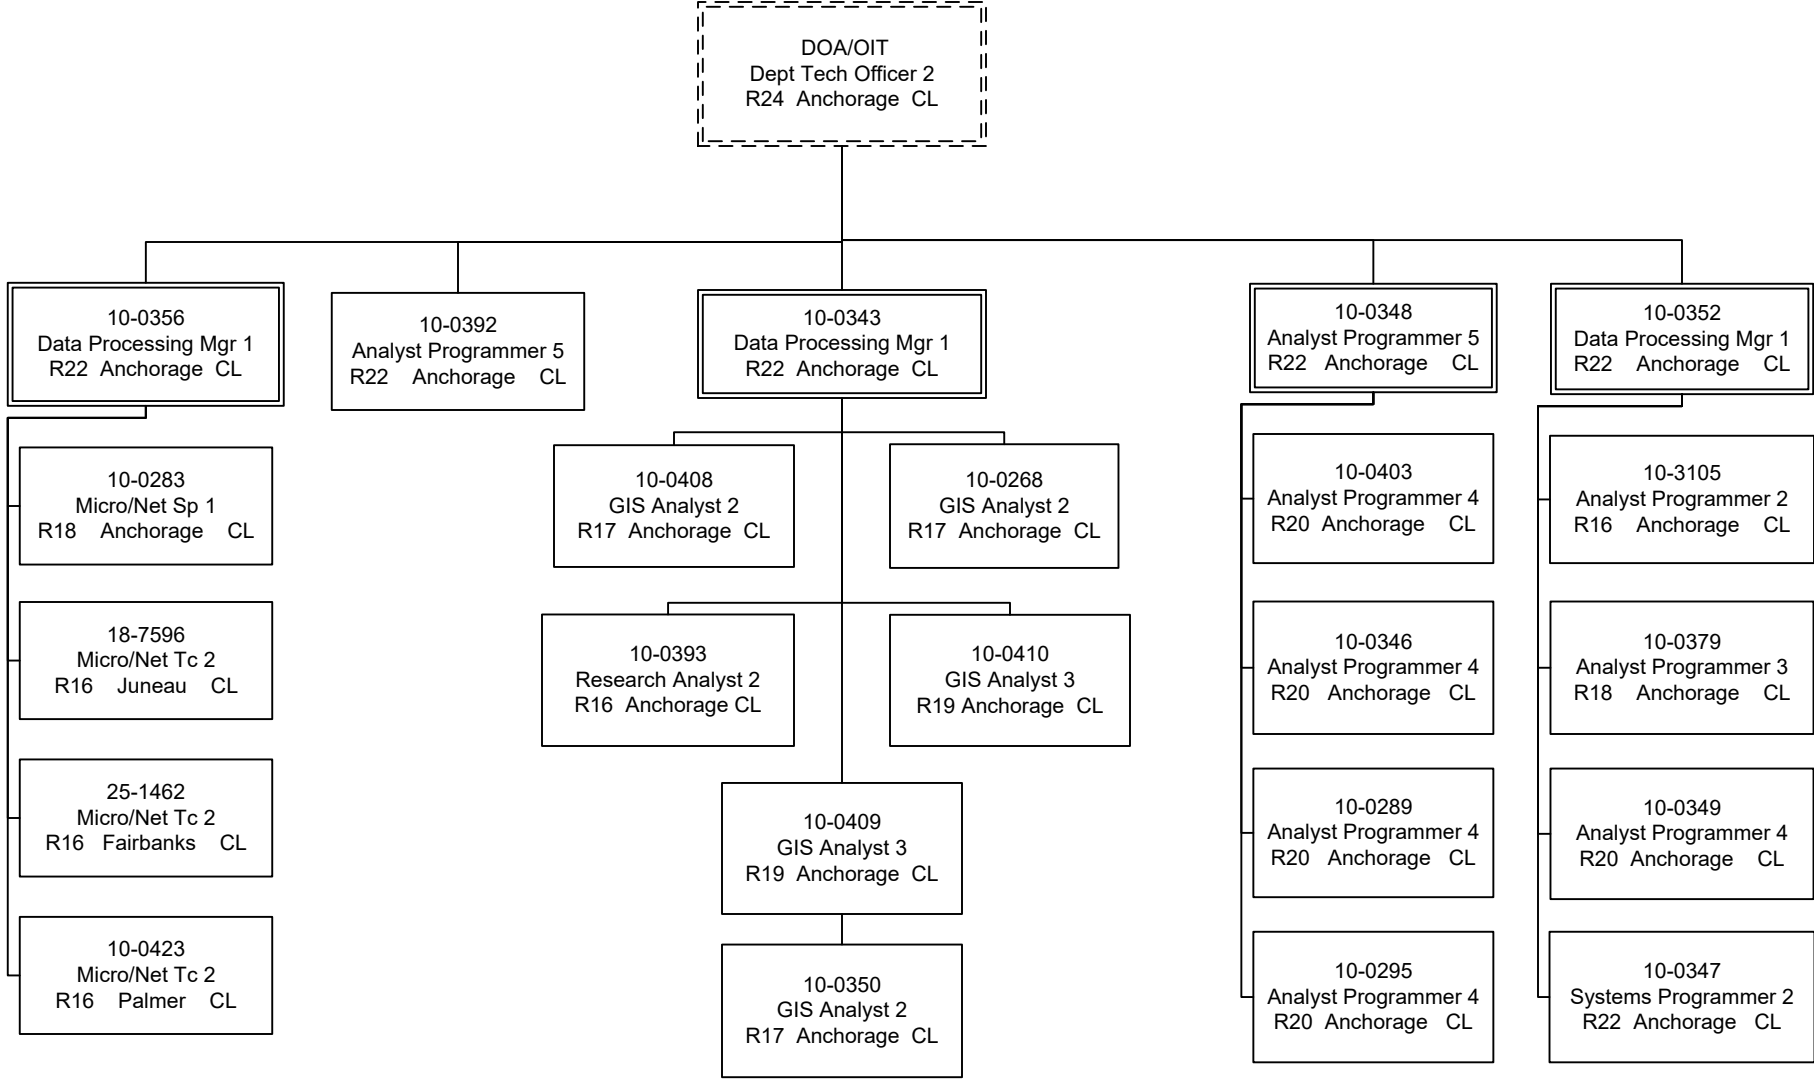 DOA/OIT
Dept Tech Officer 2
R24 Anchorage CL
10-0356
Data Processing Mgr 1
R22 Anchorage CL
10-0392
Analyst Programmer 5
R22 Anchorage CL
10-0343
Data Processing Mgr 1
R22 Anchorage CL
10-0348
Analyst Programmer 5
R22 Anchorage CL
10-0352
Data Processing Mgr 1
R22 Anchorage CL
10-0283
Micro/Net Sp 1
R18 Anchorage CL
18-7596
Micro/Net Tc 2
R16 Juneau CL
25-1462
Micro/Net Tc 2
R16 Fairbanks CL
10-0423
Micro/Net Tc 2
R16 Palmer CL
10-0408
GIS Analyst 2
R17 Anchorage CL
10-0268
GIS Analyst 2
R17 Anchorage CL
10-0393
Research Analyst 2
R16 Anchorage CL
10-0410
GIS Analyst 3
R19 Anchorage CL
10-0409
GIS Analyst 3
R19 Anchorage CL
10-0350
GIS Analyst 2
R17 Anchorage CL
10-0403
Analyst Programmer 4
R20 Anchorage CL
10-0346
Analyst Programmer 4
R20 Anchorage CL
10-0289
Analyst Programmer 4
R20 Anchorage CL
10-0295
Analyst Programmer 4
R20 Anchorage CL
10-3105
Analyst Programmer 2
R16 Anchorage CL
10-0379
Analyst Programmer 3
R18 Anchorage CL
10-0349
Analyst Programmer 4
R20 Anchorage CL
10-0347
Systems Programmer 2
R22 Anchorage CL